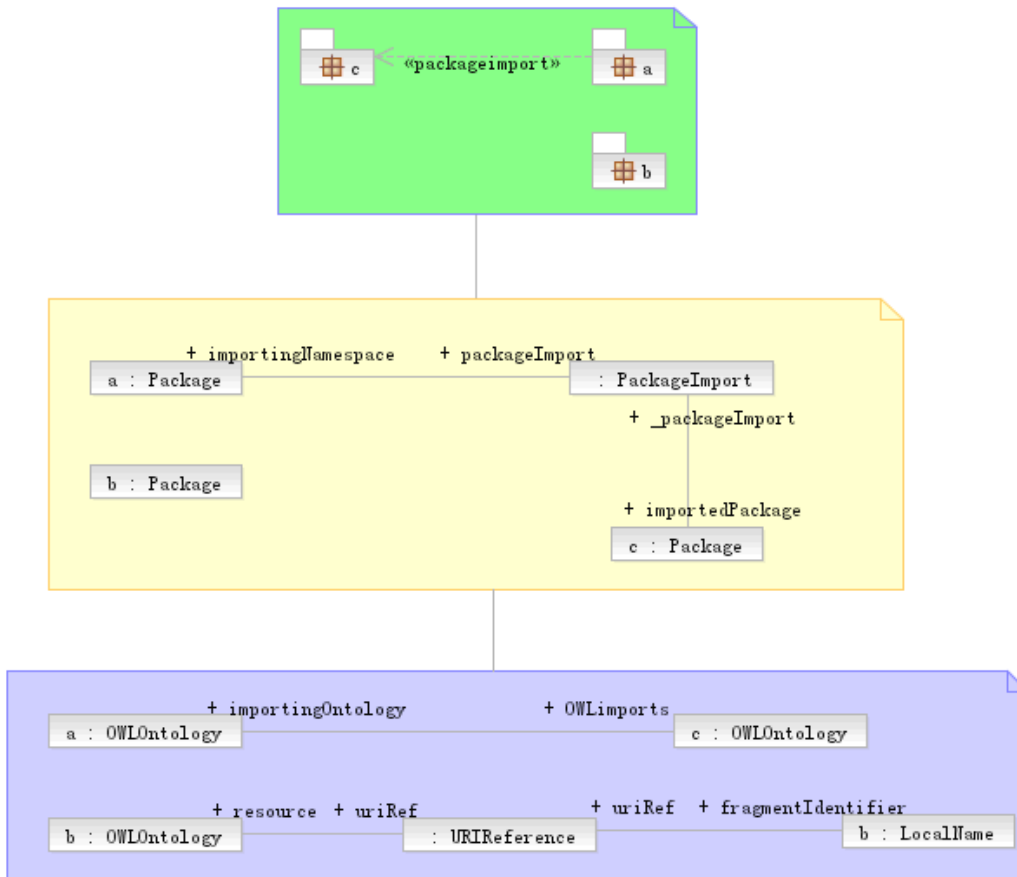 c «packageimport» a
b
+ importingNamespace + packageImport
a : Package : PackageImport
+ _packageImport
b : Package
+ importedPackage
c : Package
+ importingOntology + OWLimports
a : OWLOntology c : OWLOntology
+ resource + uriRef + uriRef + fragmentIdentifier
b : OWLOntology : URIReference b : LocalName